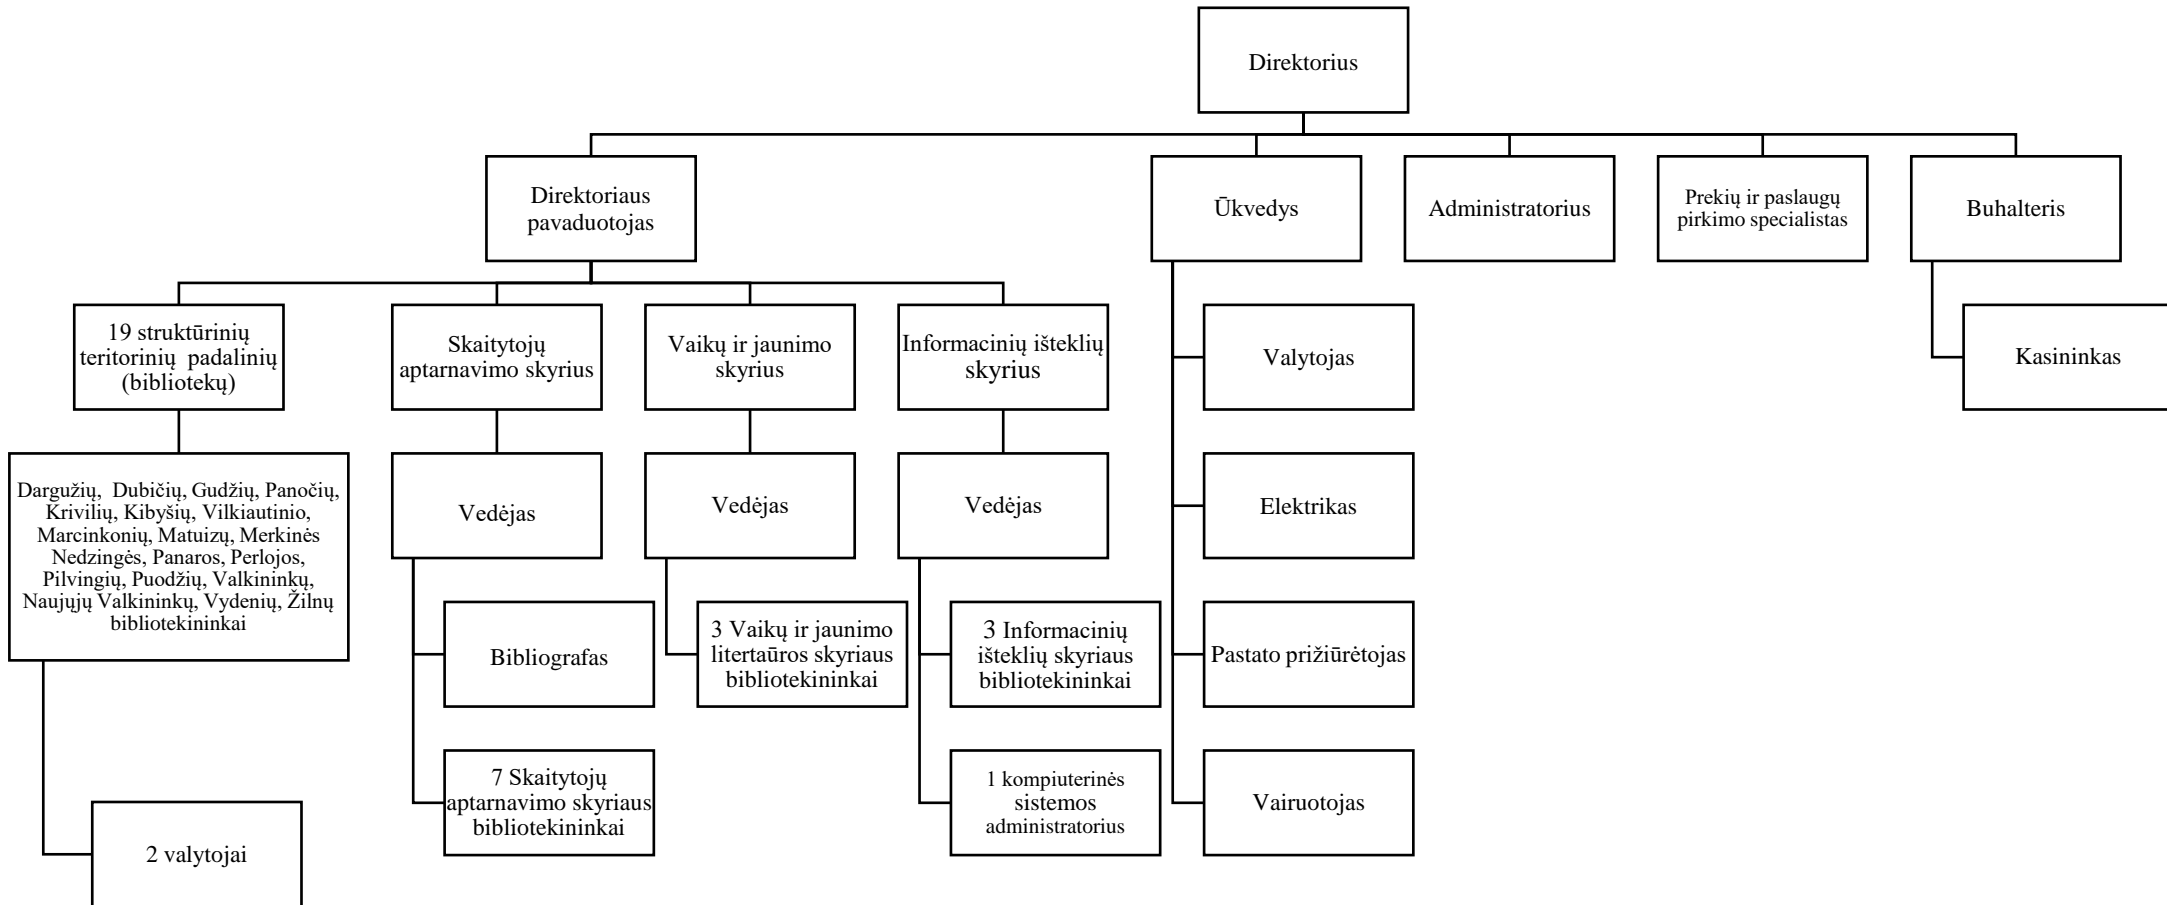 Direktorius
Direktoriaus
pavaduotojas
Ūkvedys
Administratorius
Prekių ir paslaugų
pirkimo specialistas
Buhalteris
19 struktūrinių
teritorinių padalinių
(bibliotekų)
Skaitytojų
aptarnavimo skyrius
Vaikų ir jaunimo
skyrius
Informacinių išteklių
skyrius
Valytojas
Kasininkas
Dargužių, Dubičių, Gudžių, Panočių,
Krivilių, Kibyšių, Vilkiautinio,
Marcinkonių, Matuizų, Merkinės
Nedzingės, Panaros, Perlojos,
Pilvingių, Puodžių, Valkininkų,
Naujųjų Valkininkų, Vydenių, Žilnų
bibliotekininkai
Vedėjas
Vedėjas
Vedėjas
Elektrikas
Bibliografas
3 Vaikų ir jaunimo
litertaūros skyriaus
bibliotekininkai
3 Informacinių
išteklių skyriaus
bibliotekininkai
Pastato prižiūrėtojas
7 Skaitytojų
aptarnavimo skyriaus
bibliotekininkai
1 kompiuterinės
sistemos
administratorius
Vairuotojas
2 valytojai